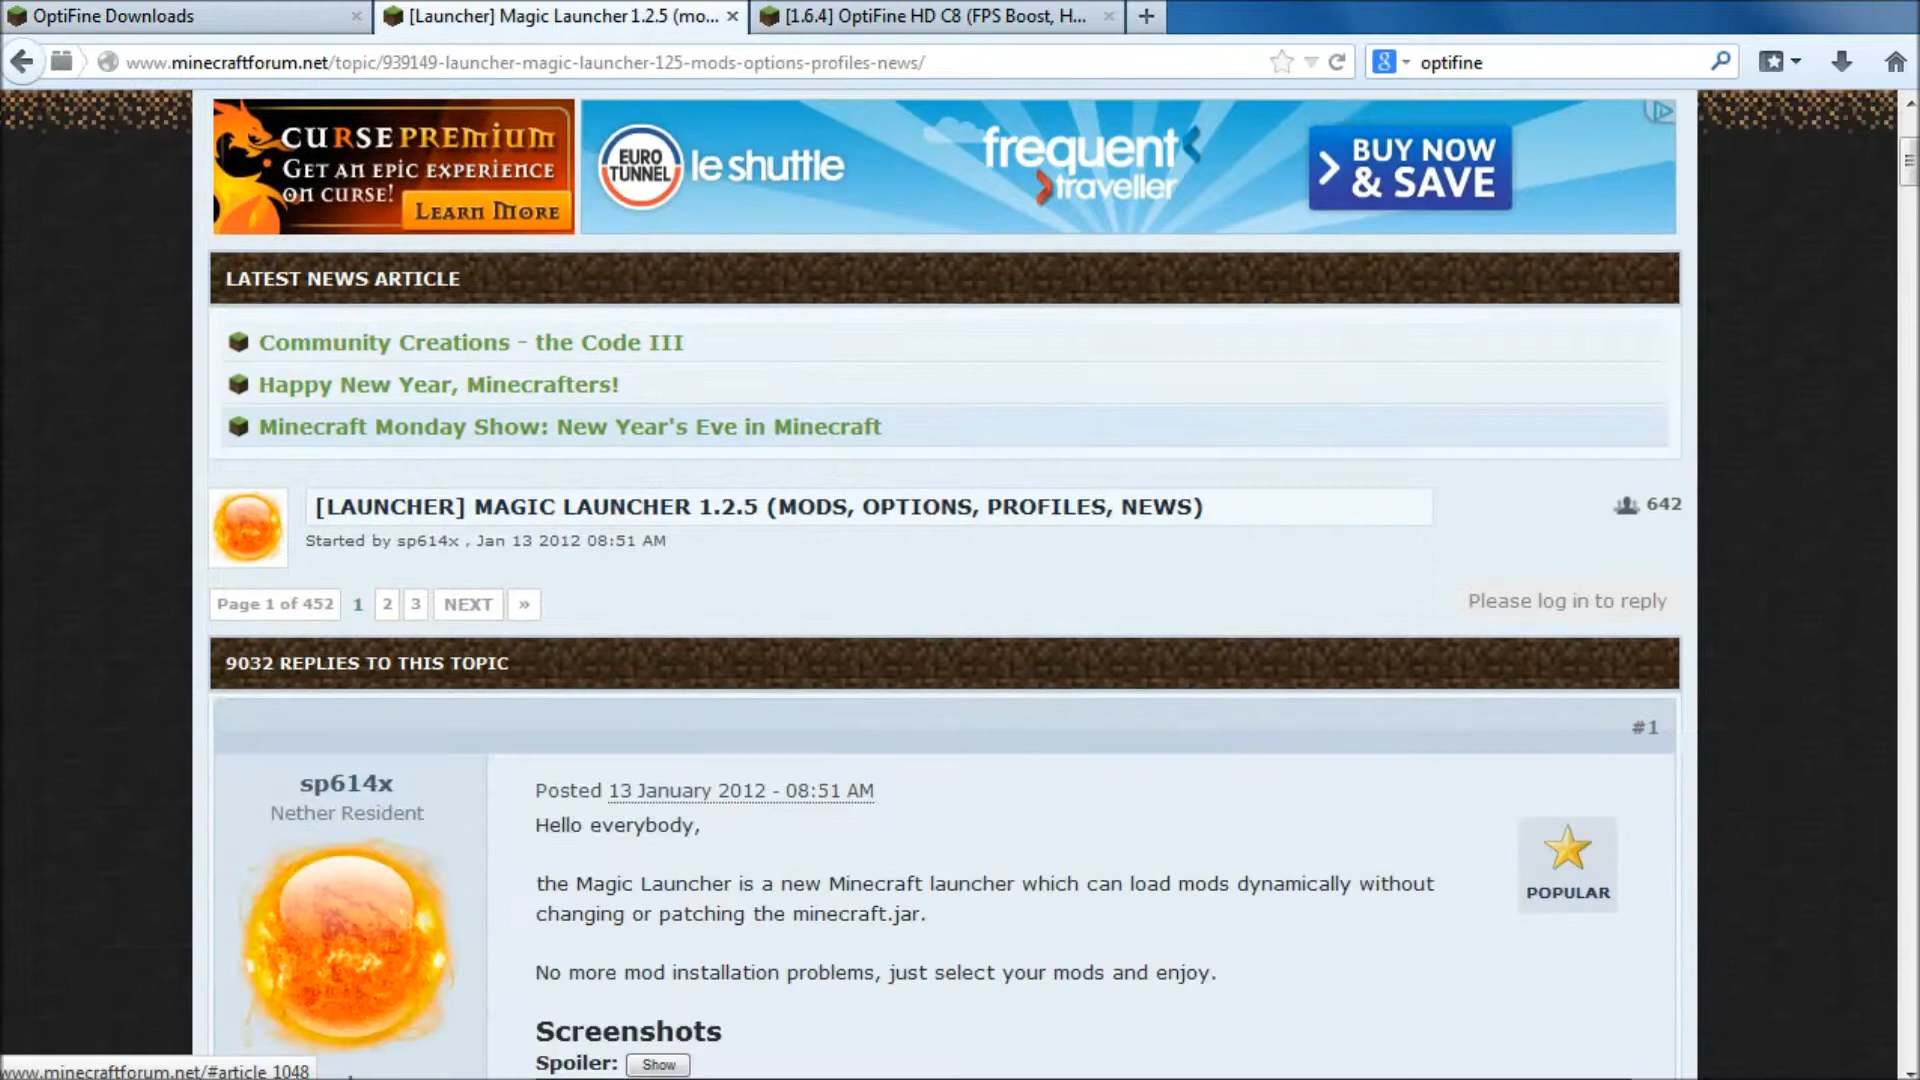 OptiFine Downloads
[Launcher] Magic Launcher 1.2.5 (mo...
[1.6.4] OptiFine HD C8 (FPS Boost, H...
www.minecraftforum.net/topic/939149-launcher-magic-launcher-125-mods-options-profiles-news/
optifine
CURSE PREMIUM
GET AN EPIC EXPERIENCE
ON CURSE!
LEARN MORE
EURO
TUNNEL
le shuttle
frequent
traveller
BUY NOW
& SAVE
LATEST NEWS ARTICLE
Community Creations - the Code III
Happy New Year, Minecrafters!
Minecraft Monday Show: New Year's Eve in Minecraft
[LAUNCHER] MAGIC LAUNCHER 1.2.5 (MODS, OPTIONS, PROFILES, NEWS)
642
Started by sp614x , Jan 13 2012 08:51 AM
Page 1 of 452 1 2 3 NEXT »
Please log in to reply
9032 REPLIES TO THIS TOPIC
#1
sp614x
Nether Resident
Posted 13 January 2012 - 08:51 AM
Hello everybody,
the Magic Launcher is a new Minecraft launcher which can load mods dynamically without
changing or patching the minecraft.jar.
POPULAR
No more mod installation problems, just select your mods and enjoy.
Screenshots
Spoiler: Show
www.minecraftforum.net/#article_1048